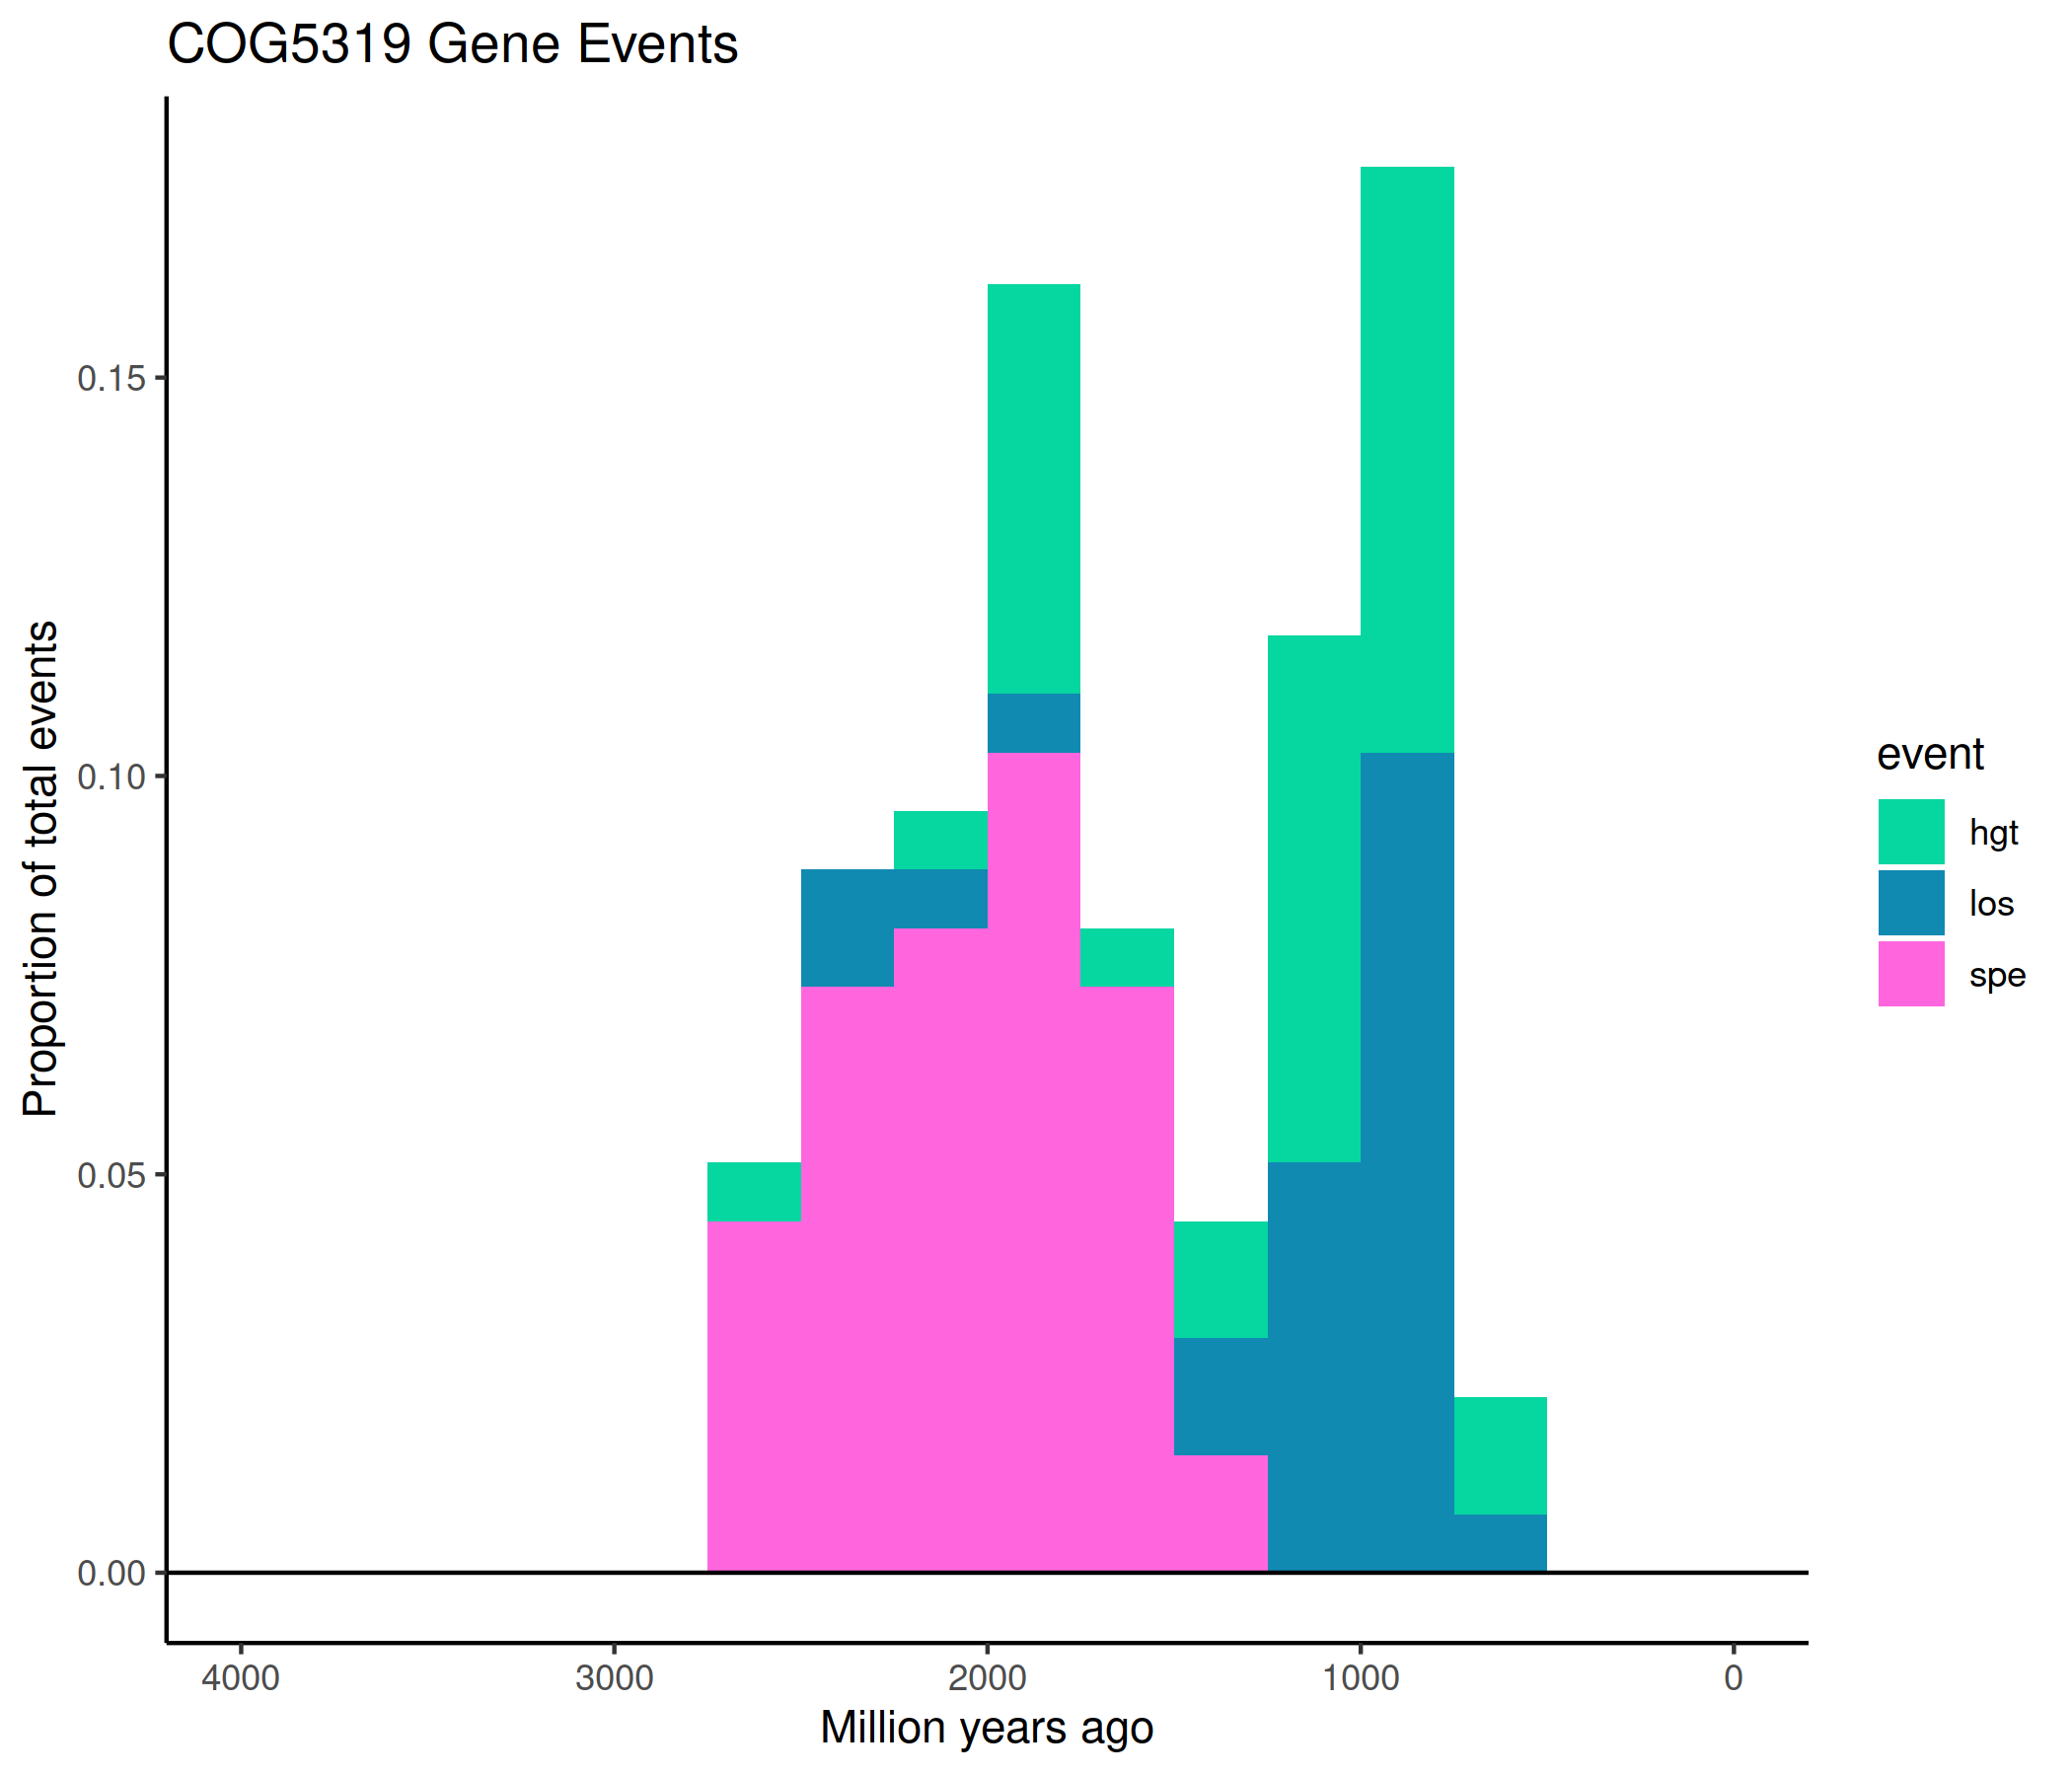 COG5319 Gene Events
Proportion of total events
0.15
0.10
0.05
0.00
4000 3000 2000 1000 0
Million years ago
event
hgt
los
spe